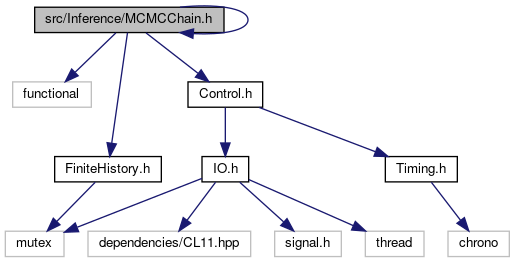 src/Inference/MCMCChain.h
functional
Control.h
FiniteHistory.h
IO.h
Timing.h
mutex
dependencies/CL11.hpp
signal.h
thread
chrono